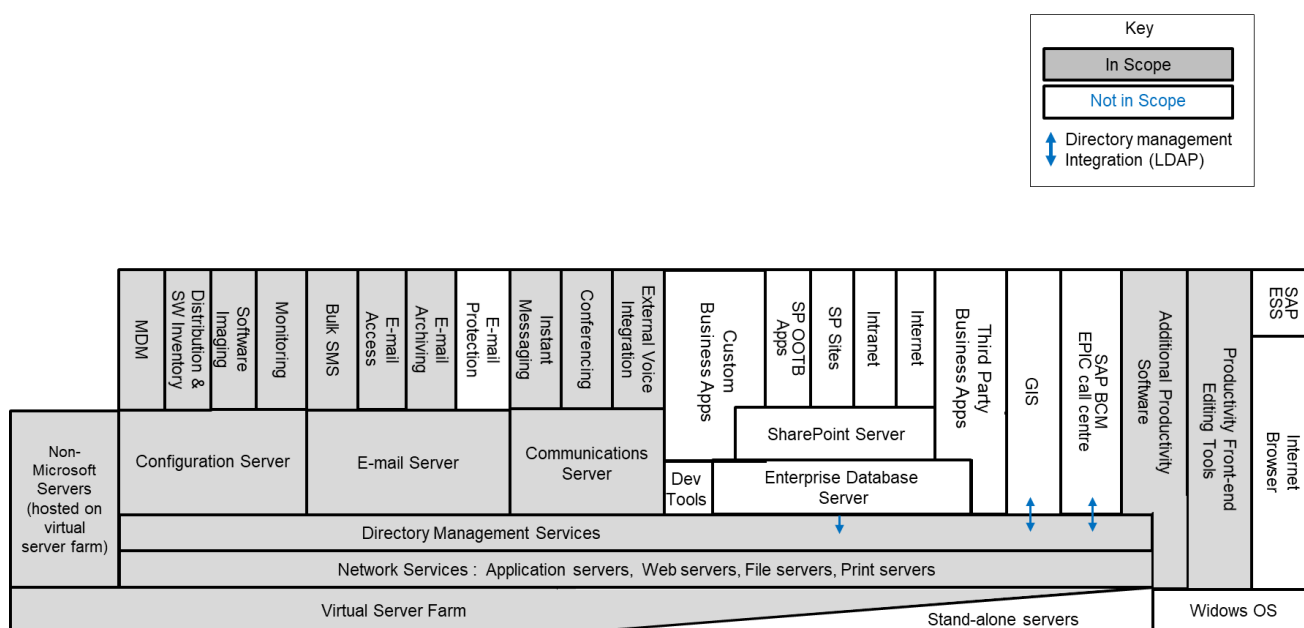 Key
In Scope
Not in Scope
Directory management
Integration (LDAP)
MDM
Distribution &
SW Inventory
Software
Imaging
Monitoring
Bulk SMS
E-mail
Access
E-mail
Archiving
E-mail
Protection
Instant
Messaging
Conferencing
External Voice
Integration
Custom
Business Apps
SP OOTB
Apps
SP Sites
Intranet
Internet
Third Party
Business Apps
GIS
SAP BCM
EPIC call centre
Additional Productivity
Software
Productivity Front-end
Editing Tools
SAP
ESS
Internet
Browser
Non-
Microsoft
Servers
(hosted on
virtual
server farm)
Configuration Server
E-mail Server
Communications
Server
SharePoint Server
Dev
Tools
Enterprise Database
Server
Directory Management Services
Network Services : Application servers, Web servers, File servers, Print servers
Virtual Server Farm
Stand-alone servers
Widows OS